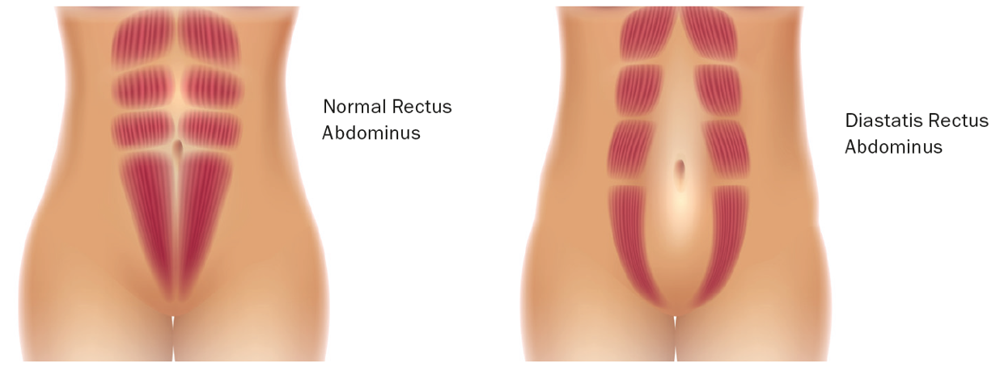 Normal Rectus
Abdominus
Diastatis Rectus
Abdominus